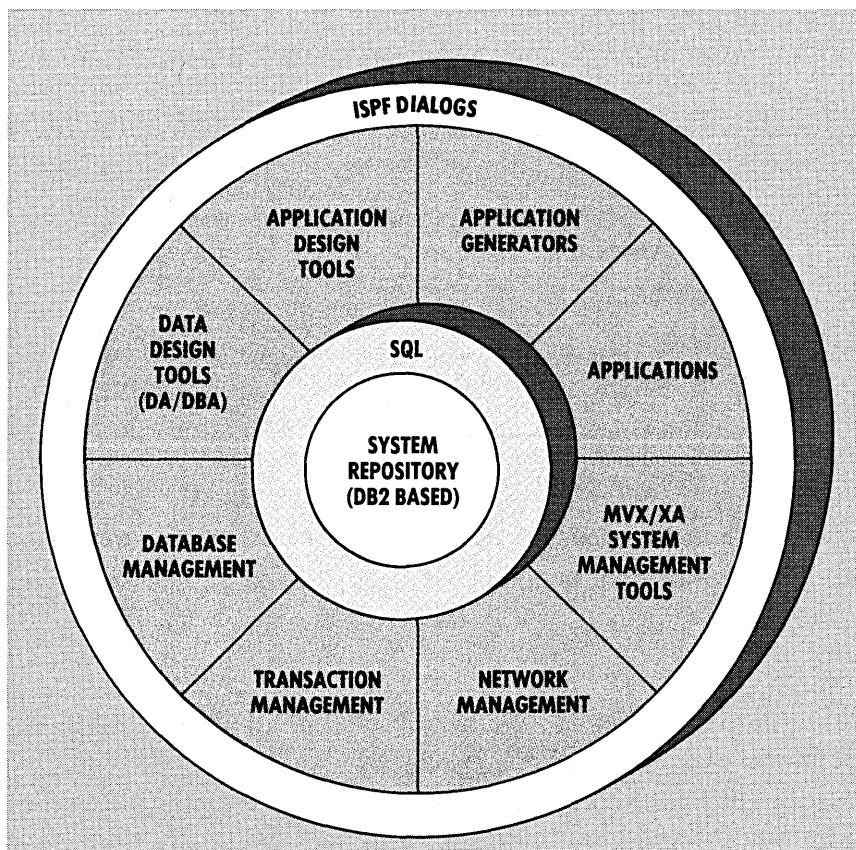 ISPF DIALOGS
APPLICATION
DESIGN
TOOLS
APPLICATION
GENERATORS
DATA
DESIGN
TOOLS
(DA/DBA)
SQL
APPLICATIONS
SYSTEM
REPOSITORY
(DB2 BASED)
DATABASE
MANAGEMENT
MVX/XA
SYSTEM
MANAGEMENT
TOOLS
TRANSACTION
MANAGEMENT
NETWORK
MANAGEMENT